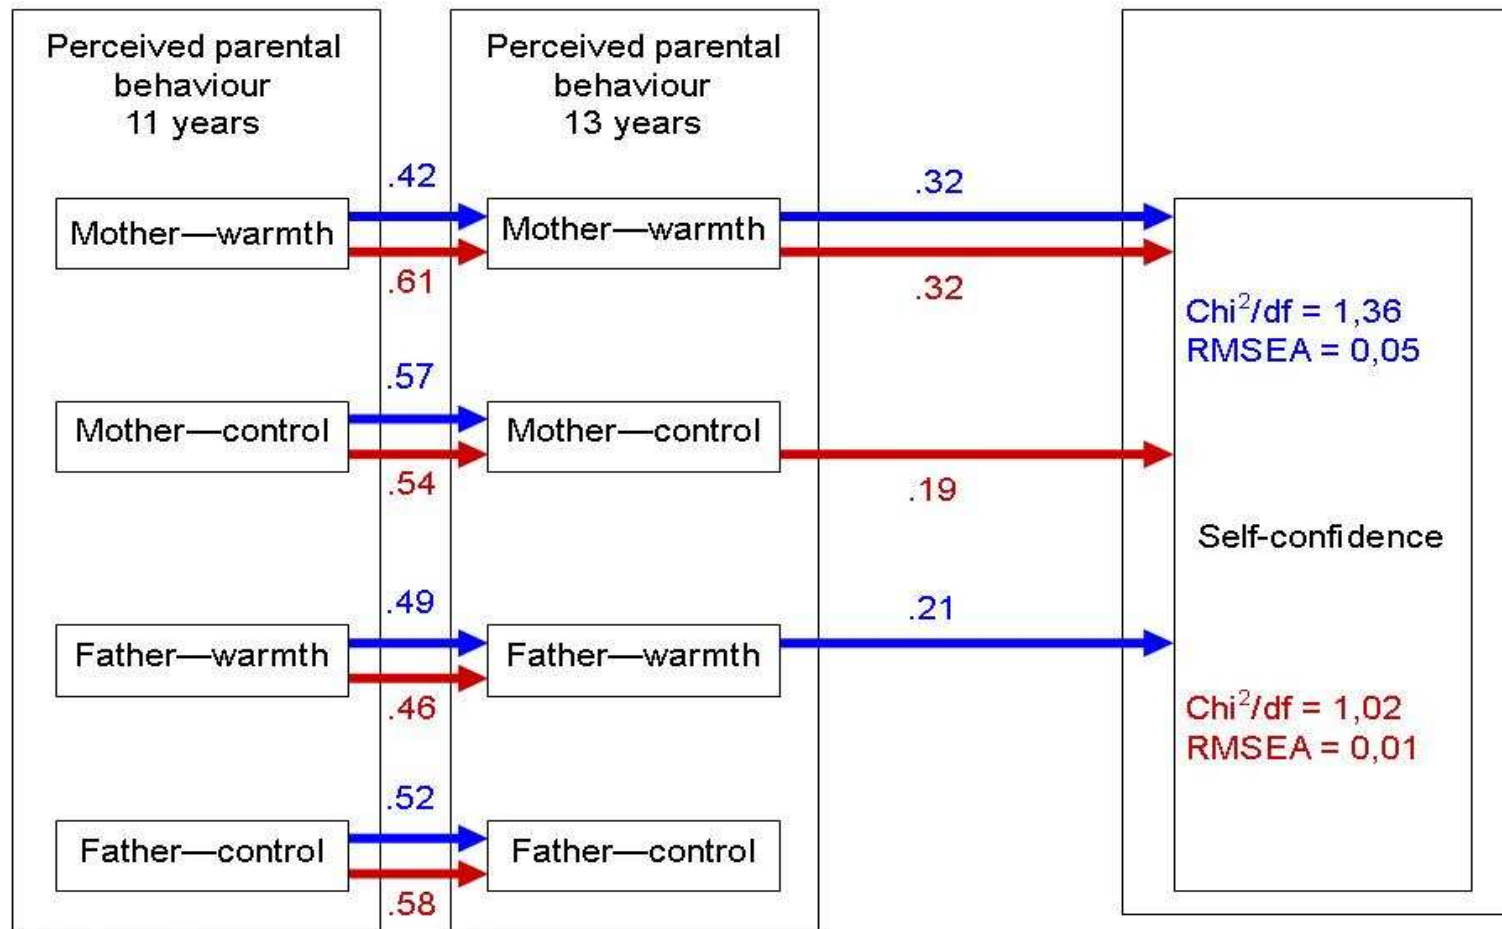 Perceived parental
behaviour
11 years
Perceived parental
behaviour
13 years
.42
.32
Mother—warmth
Mother—warmth
.61
.32
Chi²/df = 1,36
RMSEA = 0,05
.57
Mother—control
Mother—control
.54
.19
Self-confidence
.49
.21
Father—warmth
Father—warmth
.46
Chi²/df = 1,02
RMSEA = 0,01
.52
Father—control
Father—control
.58